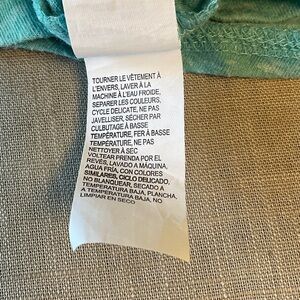 TOURNER LE VÊTEMENT À
L'ENVERS, LAVER À LA
MACHINE À L'EAU FROIDE,
SEPARER LES COULEURS,
CYCLE DELICATE, NE PAS
JAVELLISER, SÉCHER PAR
CULBUTAGE À BASSE
TEMPÉRATURE, FER À BASSE
TEMPÉRATURE, NE PAS
NETTOYER À SEC
VOLTEAR PRENDA POR EL
REVÉS, LAVADO A MÁQUINA,
AGUA FRÍA, CON COLORES
SIMILARES, CICLO DELICADO,
NO BLANQUEAR, SECADO A
TEMPERATURA BAJA, PLANCHA
A TEMPERATURA BAJA, NO
LIMPIAR EN SECO